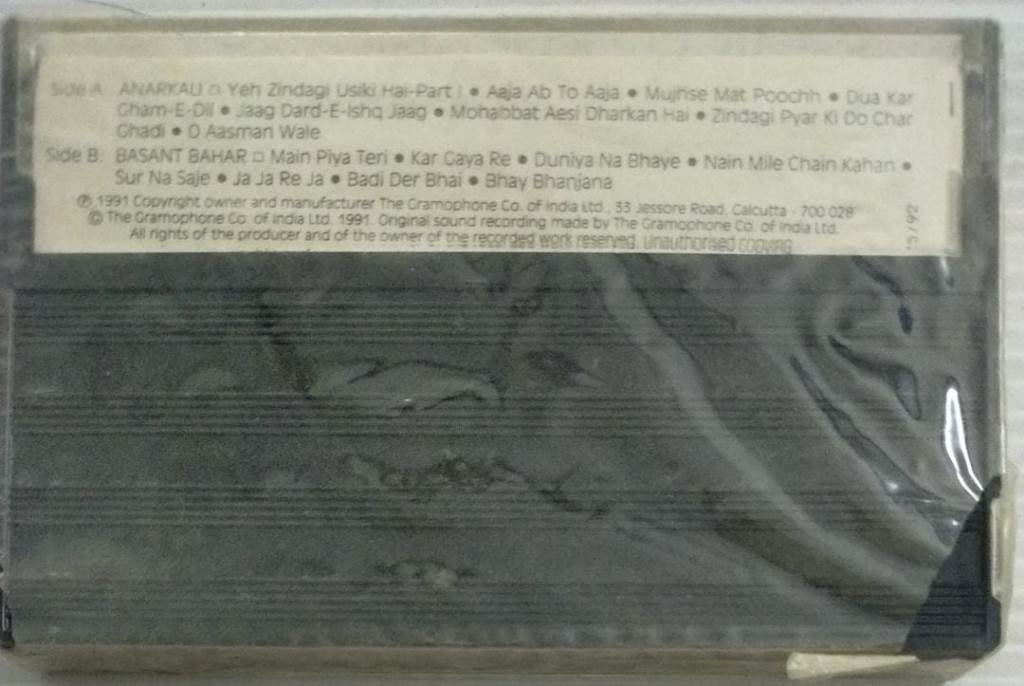 Side A: ANARKALI □ Yeh Zindagi Usiki Hai-Part I • Aaja Ab To Aaja • Mujhse Mat Poochh • Dua Kar
Gham-E-Dil • Jaag Dard-E-Ishq Jaag • Mohabbat Aesi Dharkan Hai • Zindagi Pyar Ki Do Char
Ghadi • O Aasman Wale
Side B: BASANT BAHAR □ Main Piya Teri • Kar Gaya Re • Duniya Na Bhaye • Nain Mile Chain Kahan •
Sur Na Saje • Ja Ja Re Ja • Badi Der Bhai • Bhay Bhanjana
℗ 1991 Copyright owner and manufacturer The Gramophone Co. of India Ltd., 33 Jessore Road, Calcutta - 700 028
© The Gramophone Co. of India Ltd. 1991. Original sound recording made by The Gramophone Co. of India Ltd.
All rights of the producer and of the owner of the recorded work reserved. Unauthorised copying